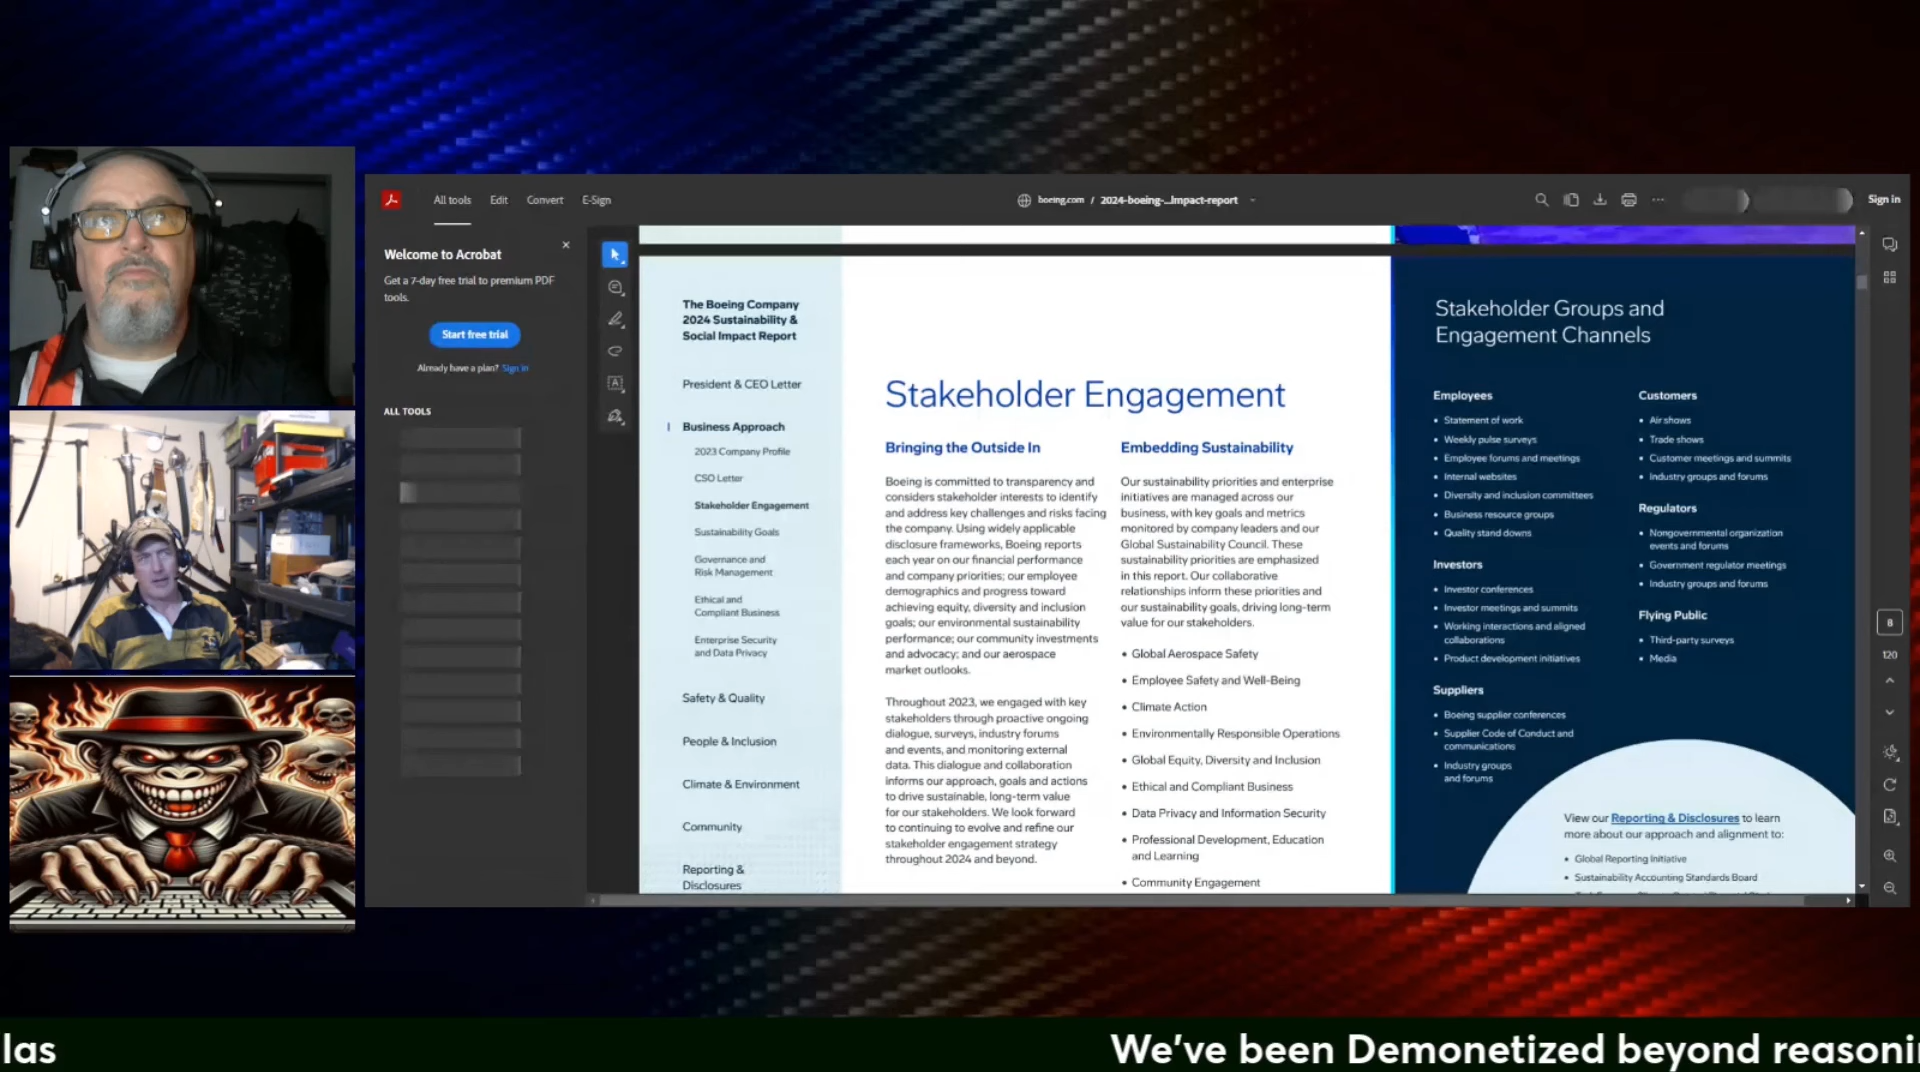 All tools
Edit
Convert
E-Sign
boeing.com / 2024-boeing-...impact-report
Sign in
Welcome to Acrobat
Get a 7-day free trial to premium PDF
tools.
Start free trial
Already have a plan? Sign in
ALL TOOLS
The Boeing Company
2024 Sustainability &
Social Impact Report
President & CEO Letter
Business Approach
2023 Company Profile
CSO Letter
Stakeholder Engagement
Sustainability Goals
Governance and
Risk Management
Ethical and
Compliant Business
Enterprise Security
and Data Privacy
Safety & Quality
People & Inclusion
Climate & Environment
Community
Reporting &
Disclosures
Stakeholder Engagement
Bringing the Outside In
Boeing is committed to transparency and
considers stakeholder interests to identify
and address key challenges and risks facing
the company. Using widely applicable
disclosure frameworks, Boeing reports
each year on our financial performance
and company priorities; our employee
demographics and progress toward
achieving equity, diversity and inclusion
goals; our environmental sustainability
performance; our community investments
and advocacy; and our aerospace
market outlooks.
Throughout 2023, we engaged with key
stakeholders through proactive ongoing
dialogue, surveys, industry forums
and events, and monitoring external
data. This dialogue and collaboration
informs our approach, goals and actions
to drive sustainable, long-term value
for our stakeholders. We look forward
to continuing to evolve and refine our
stakeholder engagement strategy
throughout 2024 and beyond.
Embedding Sustainability
Our sustainability priorities and enterprise
initiatives are managed across our
business, with key goals and metrics
monitored by company leaders and our
Global Sustainability Council. These
sustainability priorities are emphasized
in this report. Our collaborative
relationships inform these priorities and
our sustainability goals, driving long-term
value for our stakeholders.
• Global Aerospace Safety
• Employee Safety and Well-Being
• Climate Action
• Environmentally Responsible Operations
• Global Equity, Diversity and Inclusion
• Ethical and Compliant Business
• Data Privacy and Information Security
• Professional Development, Education
and Learning
• Community Engagement
Stakeholder Groups and
Engagement Channels
Employees
• Statement of work
• Weekly pulse surveys
• Employee forums and meetings
• Internal websites
• Diversity and inclusion committees
• Business resource groups
• Quality stand downs
Investors
• Investor conferences
• Investor meetings and summits
• Working interactions and aligned
collaborations
• Product development initiatives
Suppliers
• Boeing supplier conferences
• Supplier Code of Conduct and
communications
• Industry groups
and forums
Customers
• Air shows
• Trade shows
• Customer meetings and summits
• Industry groups and forums
Regulators
• Nongovernmental organization
events and forums
• Government regulator meetings
• Industry groups and forums
Flying Public
• Third-party surveys
• Media
View our Reporting & Disclosures to learn
more about our approach and alignment to:
• Global Reporting Initiative
• Sustainability Accounting Standards Board
8
120
las
We've been Demonetized beyond reasoni